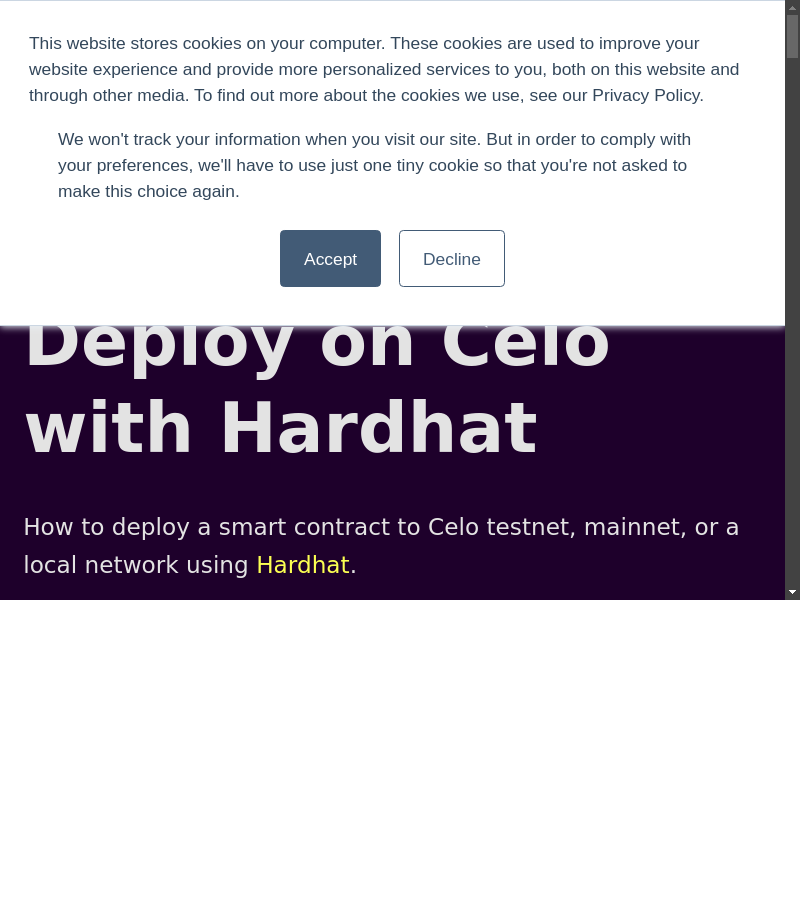 This website stores cookies on your computer. These cookies are used to improve your
website experience and provide more personalized services to you, both on this website and
through other media. To find out more about the cookies we use, see our Privacy Policy.
We won't track your information when you visit our site. But in order to comply with
your preferences, we'll have to use just one tiny cookie so that you're not asked to
make this choice again.
Accept Decline
Deploy on Celo
with Hardhat
How to deploy a smart contract to Celo testnet, mainnet, or a
local network using Hardhat.